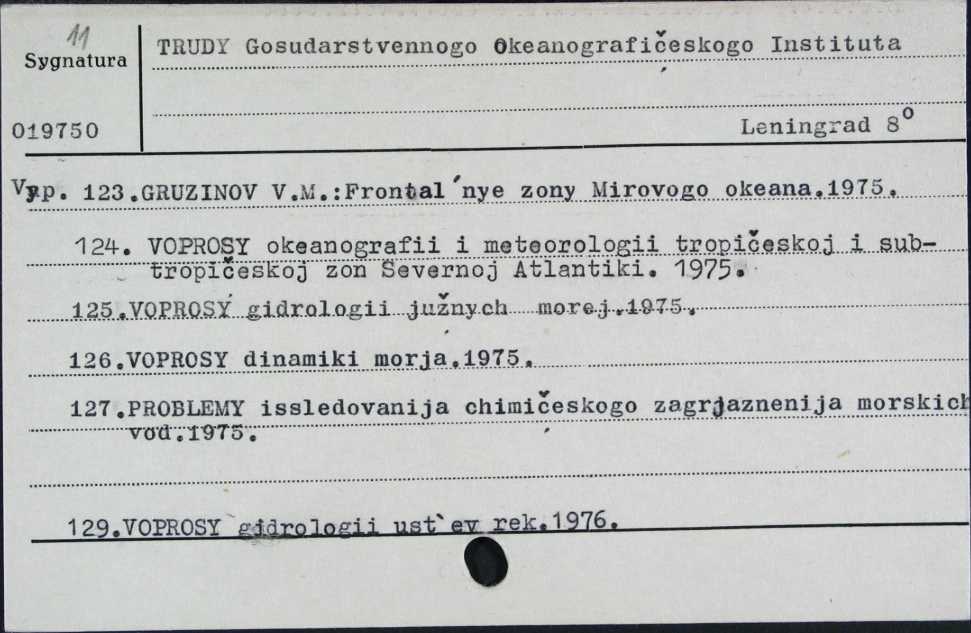 11
Sygnatura
TRUDY Gosudarstvennogo Okeanografičeskogo Instituta
019750
Leningrad 8⁰
Vyp. 123.GRUZINOV V.M.:Frontal´nye zony Mirovogo okeana.1975.
124. VOPROSY okeanografii i meteorologii tropičeskoj i sub-
tropičeskoj zon Severnoj Atlantiki. 1975.
125.VOPROSY gidrologii južnych morej.1975.
126.VOPROSY dinamiki morja.1975.
127.PROBLEMY issledovanija chimičeskogo zagrjaznenija morskich
vod.1975.
129.VOPROSY gidrologii ust`ev rek.1976.